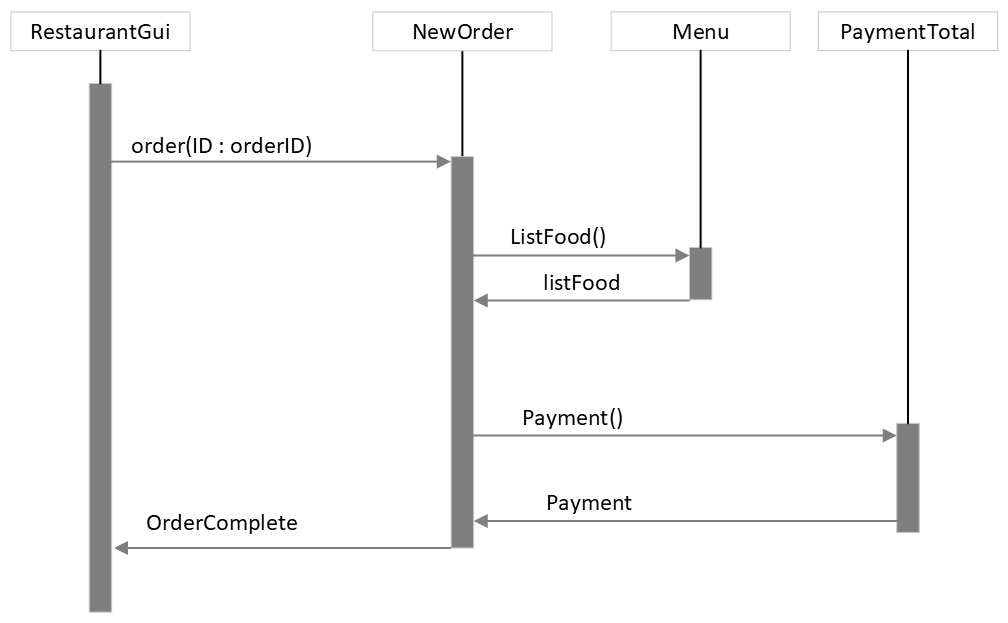 RestaurantGui
NewOrder
Menu
PaymentTotal
order(ID : orderID)
ListFood()
listFood
Payment()
Payment
OrderComplete